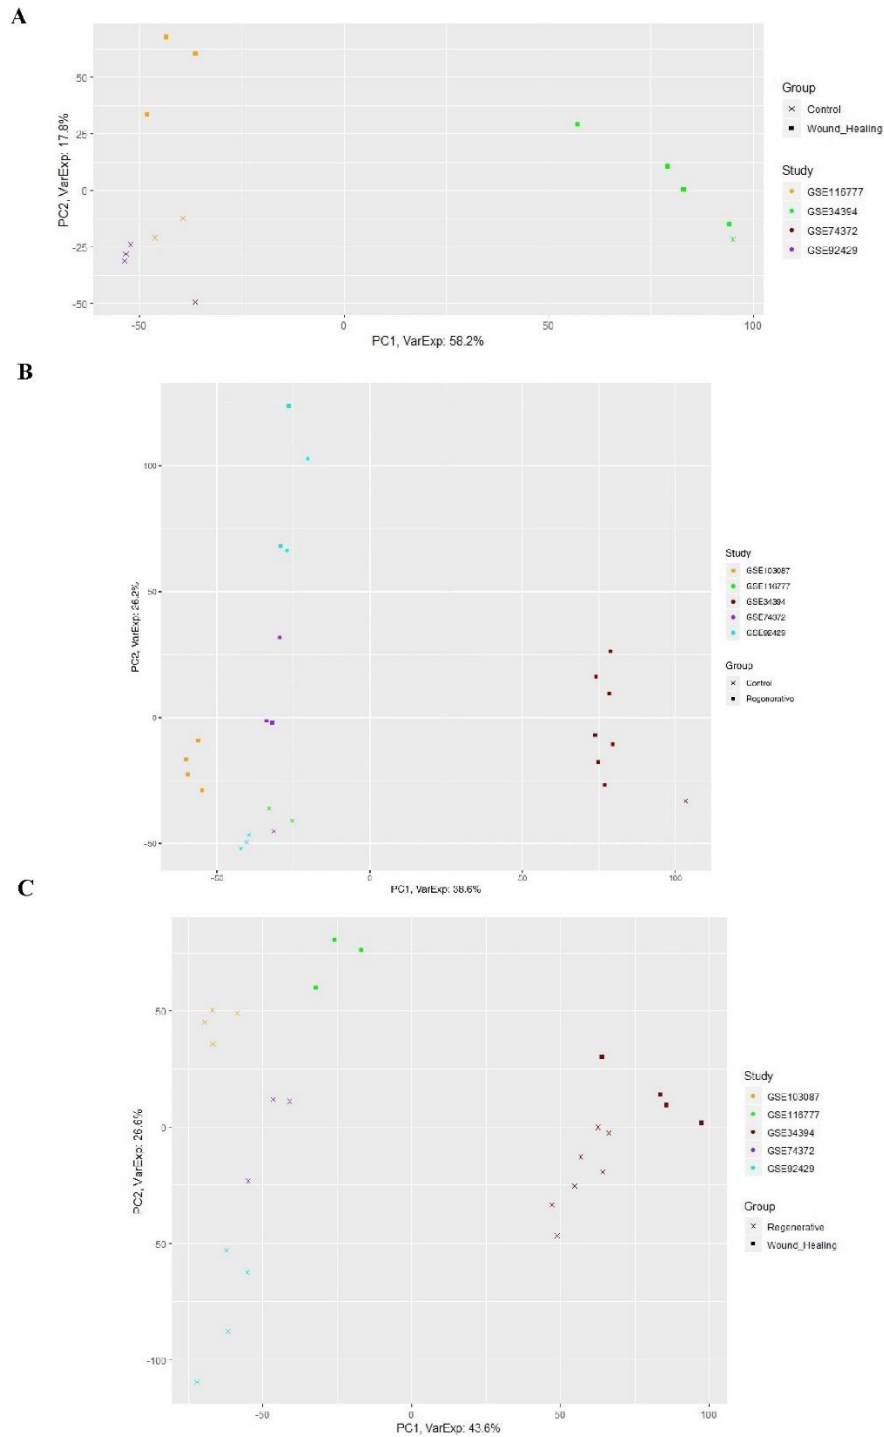 A
50
25
0
-25
-50
PC2, VarExp: 17.8%
-50 0 50 100
PC1, VarExp: 58.2%
Group
Control
Wound_Healing
Study
GSE116777
GSE34394
GSE74372
GSE92429
B
100
50
0
-50
PC2, VarExp: 26.2%
-50 0 50 100
PC1, VarExp: 38.6%
Study
GSE103087
GSE116777
GSE34394
GSE74372
GSE92429
Group
Control
Regenerative
C
50
0
-50
-100
PC2, VarExp: 26.6%
-50 0 50 100
PC1, VarExp: 43.6%
Study
GSE103087
GSE116777
GSE34394
GSE74372
GSE92429
Group
Regenerative
Wound_Healing